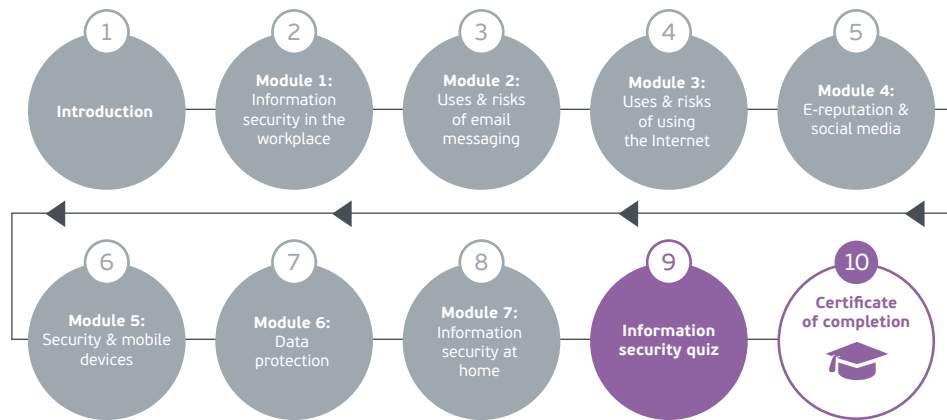 1
Introduction
2
Module 1:
Information
security in the
workplace
3
Module 2:
Uses & risks
of email
messaging
4
Module 3:
Uses & risks
of using
the Internet
5
Module 4:
E-reputation &
social media
6
Module 5:
Security & mobile
devices
7
Module 6:
Data
protection
8
Module 7:
Information
security at
home
9
Information
security quiz
10
Certificate
of completion